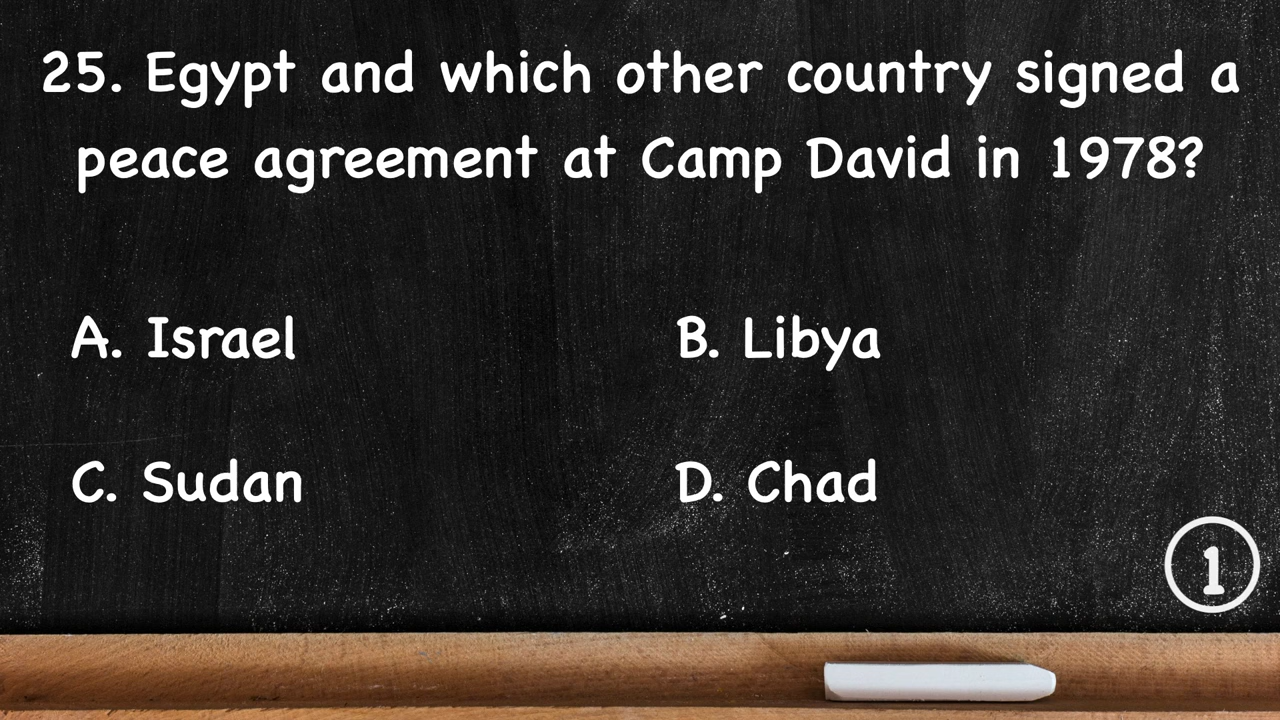 25. Egypt and which other country signed a
peace agreement at Camp David in 1978?
A. Israel
B. Libya
C. Sudan
D. Chad
1